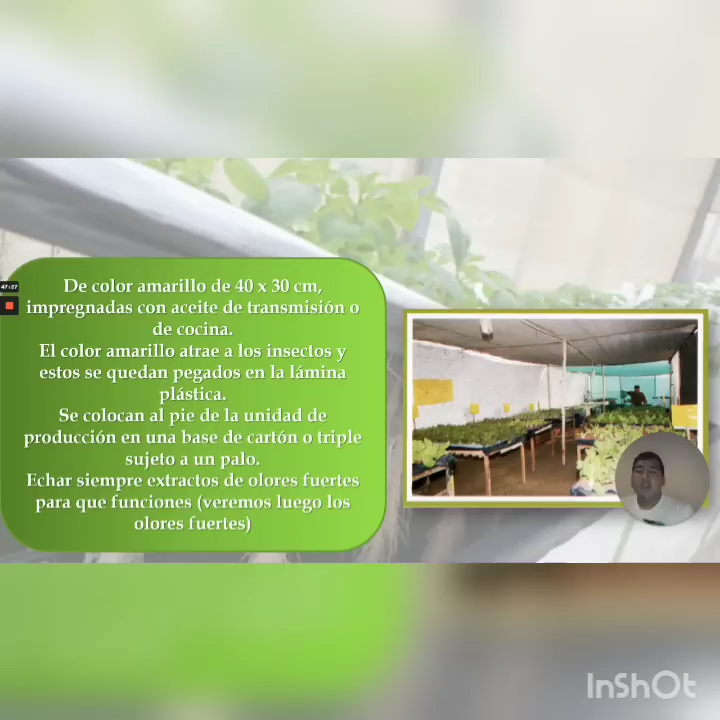 De color amarillo de 40 x 30 cm,
impregnadas con aceite de transmisión o
de cocina.
El color amarillo atrae a los insectos y
estos se quedan pegados en la lámina
plástica.
Se colocan al pie de la unidad de
producción en una base de cartón o triple
sujeto a un palo.
Echar siempre extractos de olores fuertes
para que funciones (veremos luego los
olores fuertes)
47:27
InShOt